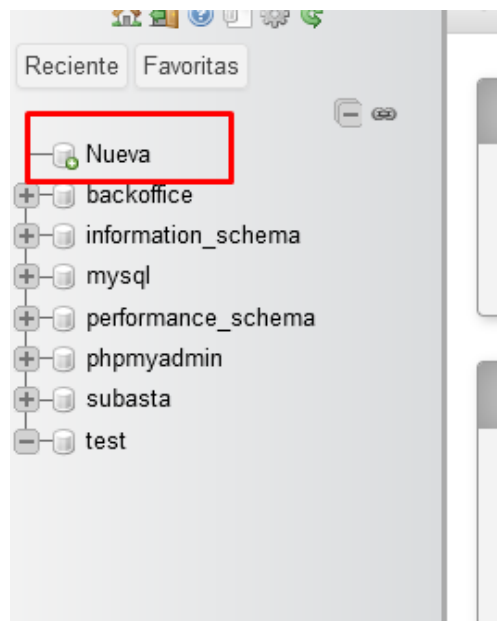 Reciente Favoritas
Nueva
backoffice
information_schema
mysql
performance_schema
phpmyadmin
subasta
test